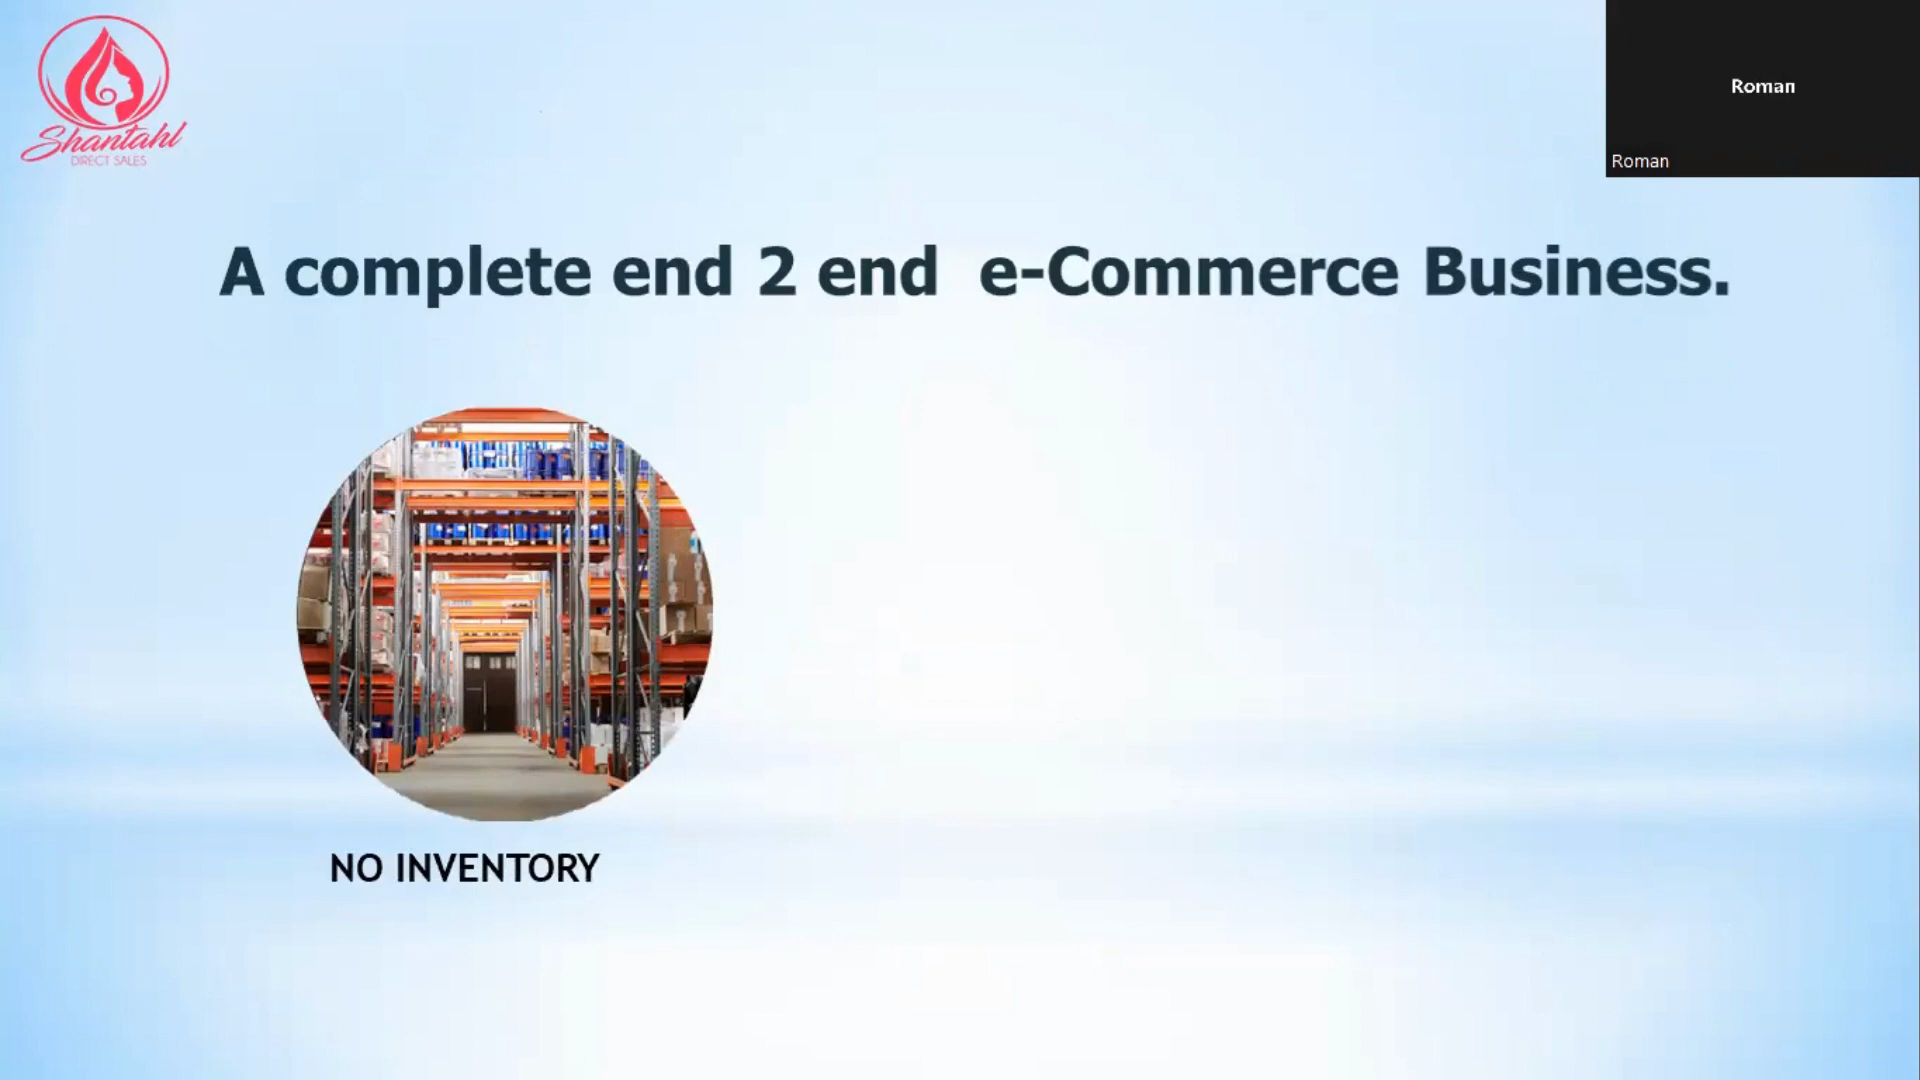 Shantahl
DIRECT SALES
Roman
Roman
A complete end 2 end e-Commerce Business.
NO INVENTORY